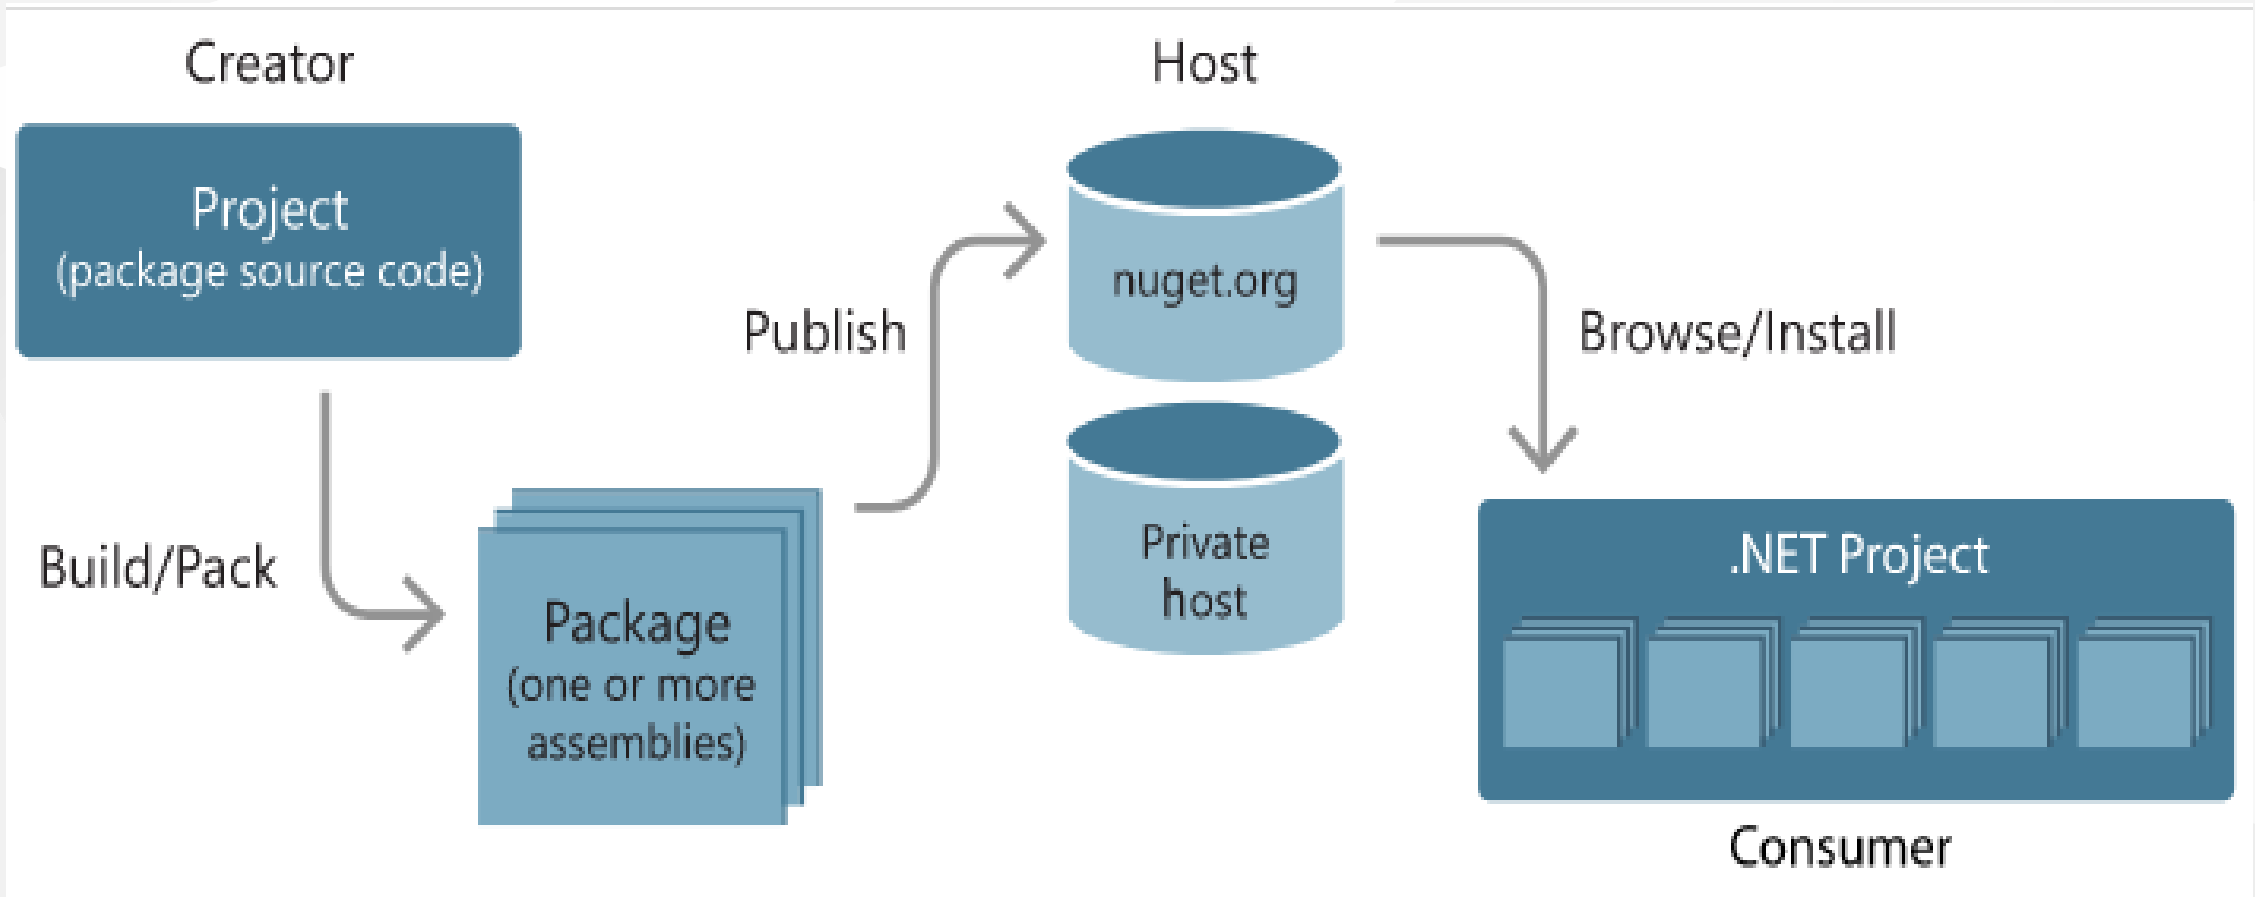 Creator
Project
(package source code)
Build/Pack
Package
(one or more
assemblies)
Publish
Host
nuget.org
Private
host
Browse/Install
.NET Project
Consumer